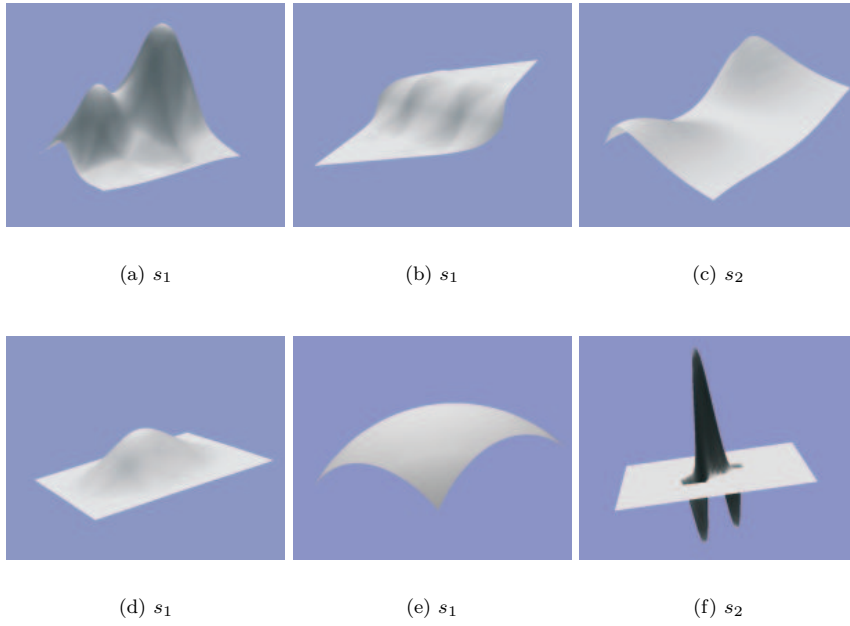 (a) s₁ (b) s₁ (c) s₂
(d) s₁ (e) s₁ (f) s₂